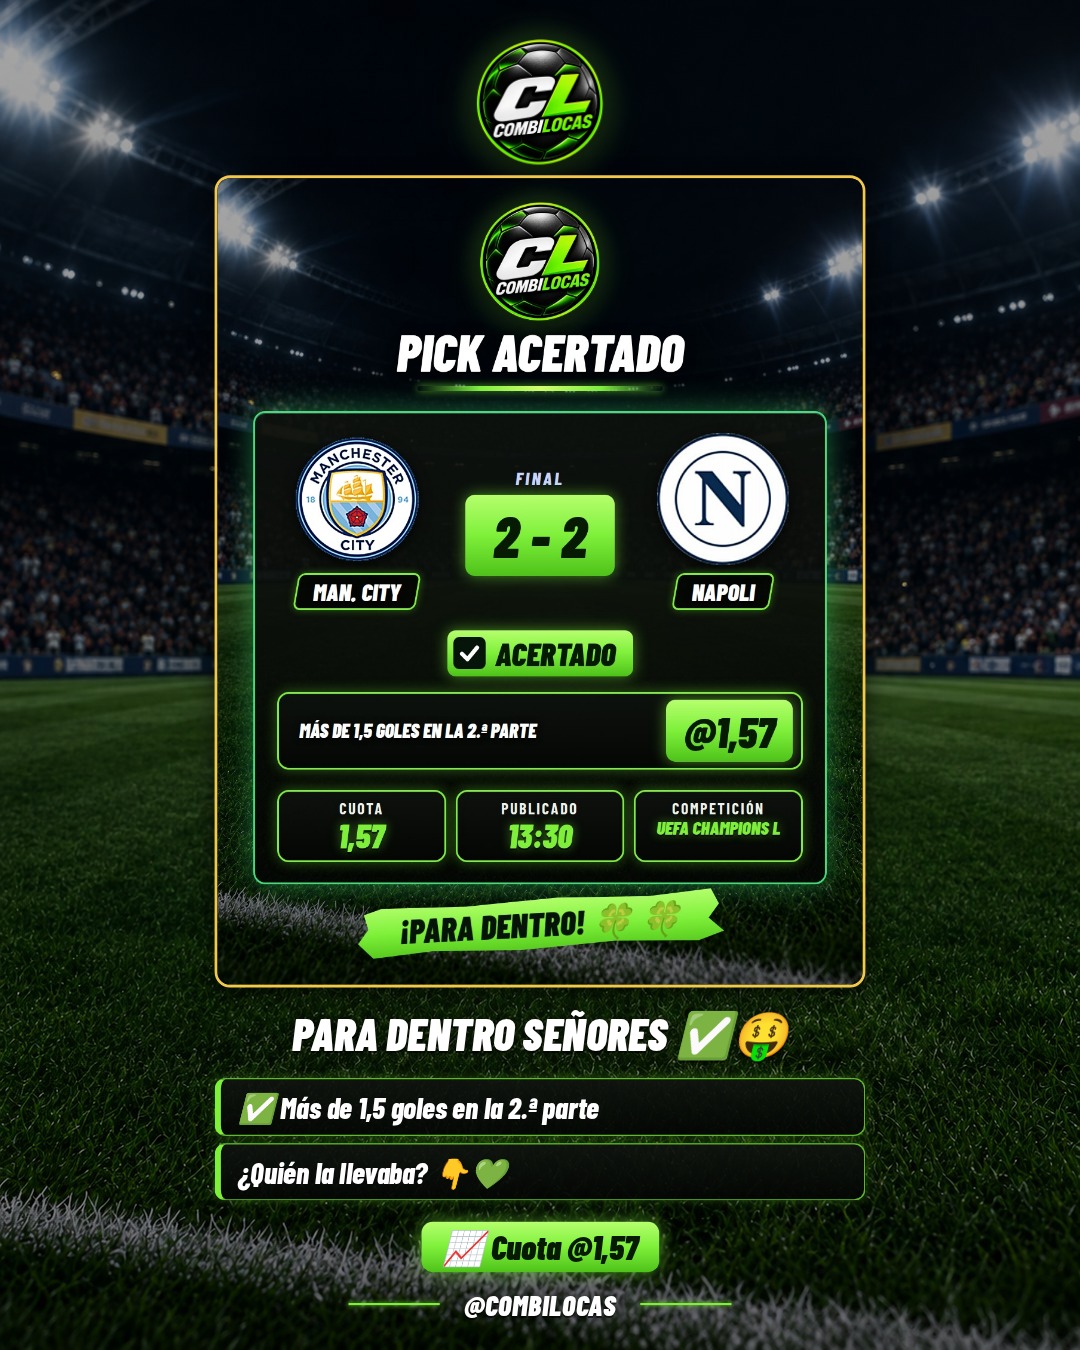 CL
COMBILOCAS
CL
COMBILOCAS
PICK ACERTADO
MANCHESTER
18 94
CITY
FINAL
2 - 2
N
MAN. CITY
NAPOLI
ACERTADO
MÁS DE 1,5 GOLES EN LA 2.ª PARTE
@1,57
CUOTA
1,57
PUBLICADO
13:30
COMPETICIÓN
UEFA CHAMPIONS L
¡PARA DENTRO! 🍀 🍀
PARA DENTRO SEÑORES ✅🤑
✅ Más de 1,5 goles en la 2.ª parte
¿Quién la llevaba? 👇💚
📈 Cuota @1,57
@COMBILOCAS